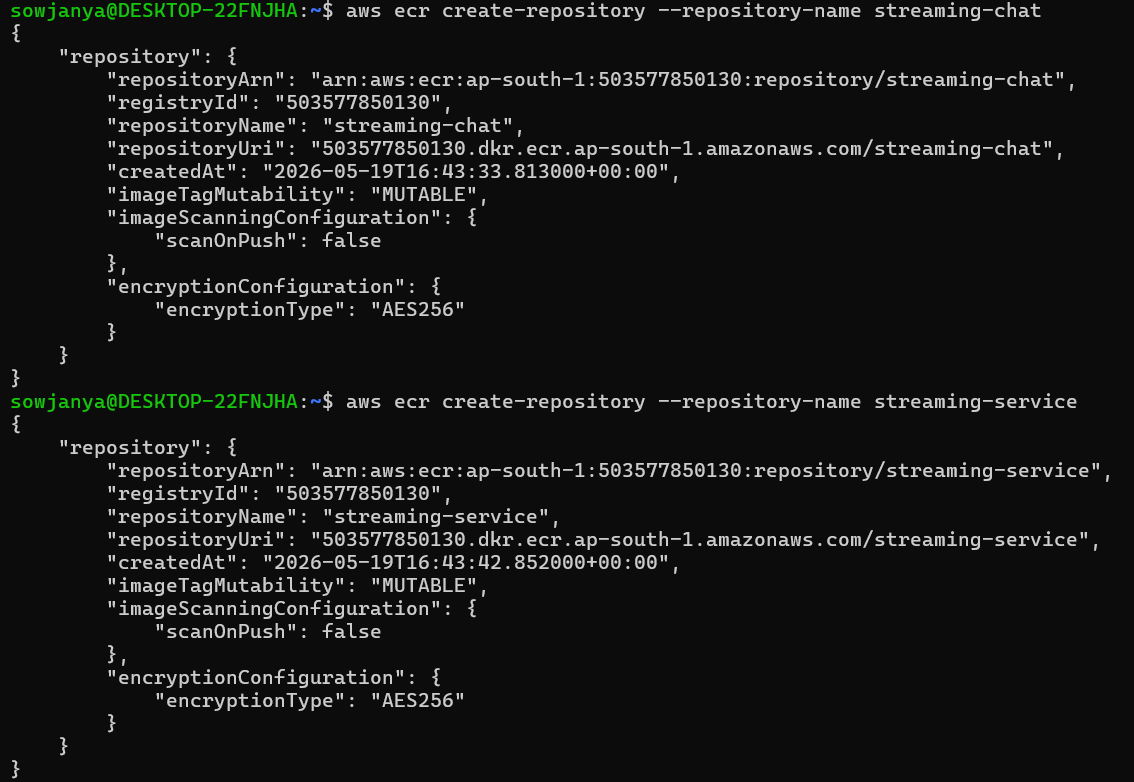 sowjanya@DESKTOP-22FNJHA:~$ aws ecr create-repository --repository-name streaming-chat
{
    "repository": {
        "repositoryArn": "arn:aws:ecr:ap-south-1:503577850130:repository/streaming-chat",
        "registryId": "503577850130",
        "repositoryName": "streaming-chat",
        "repositoryUri": "503577850130.dkr.ecr.ap-south-1.amazonaws.com/streaming-chat",
        "createdAt": "2026-05-19T16:43:33.813000+00:00",
        "imageTagMutability": "MUTABLE",
        "imageScanningConfiguration": {
            "scanOnPush": false
        },
        "encryptionConfiguration": {
            "encryptionType": "AES256"
        }
    }
}
sowjanya@DESKTOP-22FNJHA:~$ aws ecr create-repository --repository-name streaming-service
{
    "repository": {
        "repositoryArn": "arn:aws:ecr:ap-south-1:503577850130:repository/streaming-service",
        "registryId": "503577850130",
        "repositoryName": "streaming-service",
        "repositoryUri": "503577850130.dkr.ecr.ap-south-1.amazonaws.com/streaming-service",
        "createdAt": "2026-05-19T16:43:42.852000+00:00",
        "imageTagMutability": "MUTABLE",
        "imageScanningConfiguration": {
            "scanOnPush": false
        },
        "encryptionConfiguration": {
            "encryptionType": "AES256"
        }
    }
}